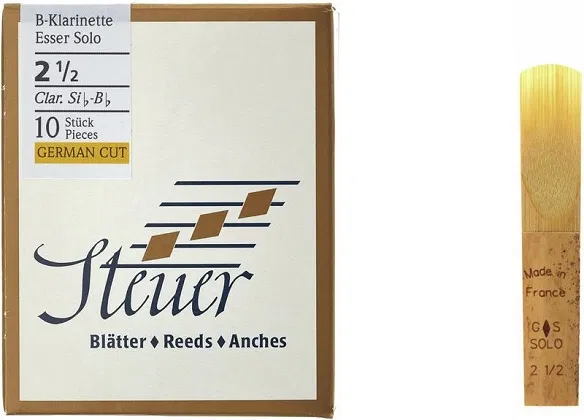 B-Klarinette
Esser Solo
2 1/2
Clar. Si♭-B♭
10 Stück
Pieces
GERMAN CUT
Steuer
Blätter ♦ Reeds ♦ Anches
Made in
France
G♦S
SOLO
2 1/2